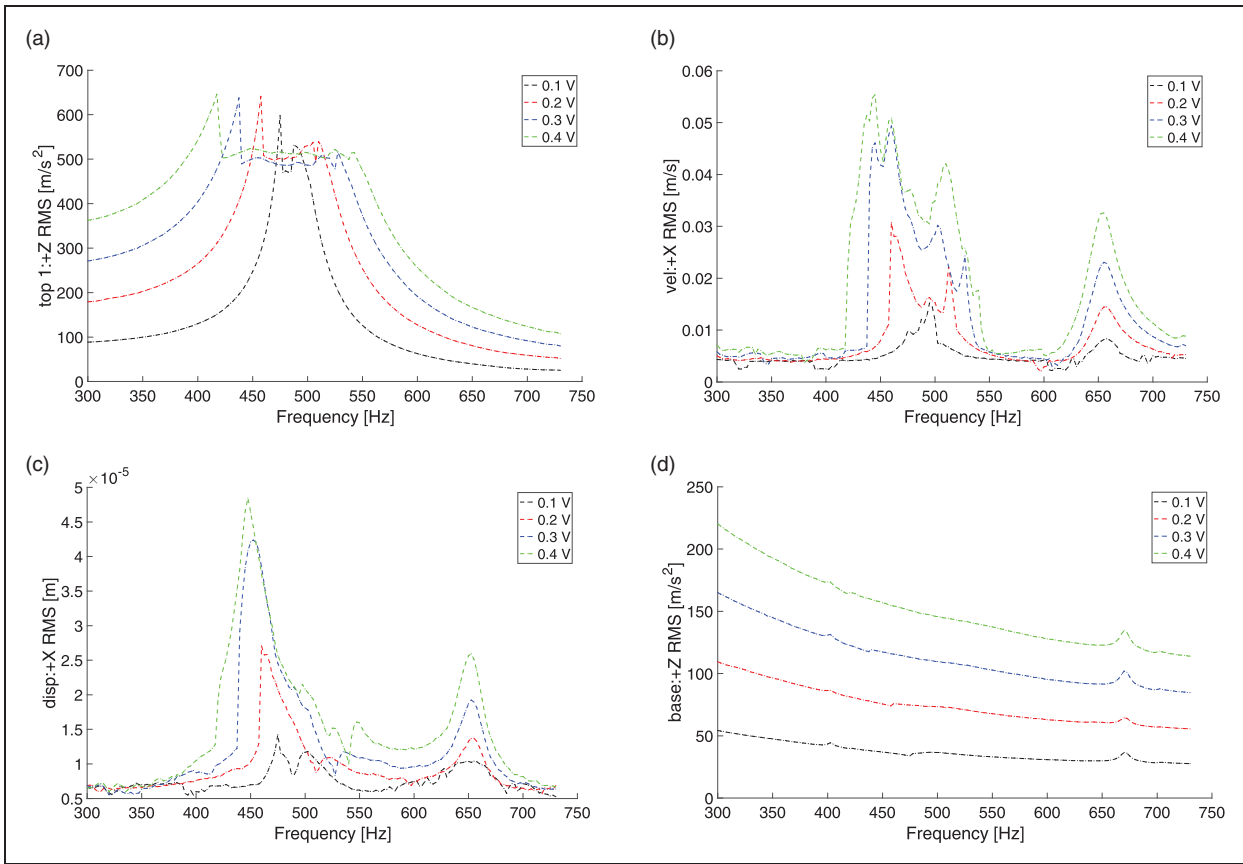 (a)
top 1:+Z RMS [m/s²]
700
600
500
400
300
200
100
0
300 350 400 450 500 550 600 650 700 750
Frequency [Hz]
0.1 V
0.2 V
0.3 V
0.4 V
(b)
vel:+X RMS [m/s]
0.06
0.05
0.04
0.03
0.02
0.01
0
300 350 400 450 500 550 600 650 700 750
Frequency [Hz]
0.1 V
0.2 V
0.3 V
0.4 V
(c)
disp:+X RMS [m]
×10⁻⁵
5
4.5
4
3.5
3
2.5
2
1.5
1
0.5
300 350 400 450 500 550 600 650 700 750
Frequency [Hz]
0.1 V
0.2 V
0.3 V
0.4 V
(d)
base:+Z RMS [m/s²]
250
200
150
100
50
0
300 350 400 450 500 550 600 650 700 750
Frequency [Hz]
0.1 V
0.2 V
0.3 V
0.4 V